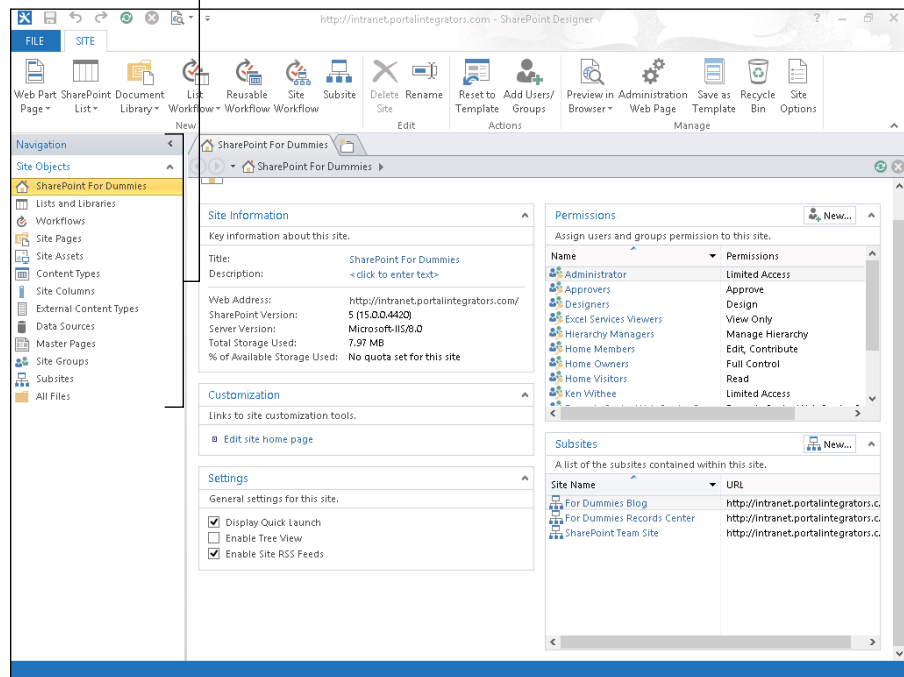 http://intranet.portalintegrators.com - SharePoint Designer
FILE SITE
Web Part Page
SharePoint List
Document Library
List Workflow
Reusable Workflow
Site Workflow
Subsite
Delete Site
Rename
Reset to Template
Add Users/ Groups
Preview in Browser
Administration Web Page
Save as Template
Recycle Bin
Site Options
New
Edit
Actions
Manage
Navigation
Site Objects
SharePoint For Dummies
Lists and Libraries
Workflows
Site Pages
Site Assets
Content Types
Site Columns
External Content Types
Data Sources
Master Pages
Site Groups
Subsites
All Files
SharePoint For Dummies
SharePoint For Dummies
Site Information
Key information about this site.
Title: SharePoint For Dummies
Description: <click to enter text>
Web Address: http://intranet.portalintegrators.com/
SharePoint Version: 5 (15.0.0.4420)
Server Version: Microsoft-IIS/8.0
Total Storage Used: 7.97 MB
% of Available Storage Used: No quota set for this site
Customization
Links to site customization tools.
Edit site home page
Settings
General settings for this site.
Display Quick Launch
Enable Tree View
Enable Site RSS Feeds
Permissions
New...
Assign users and groups permission to this site.
Name Permissions
Administrator Limited Access
Approvers Approve
Designers Design
Excel Services Viewers View Only
Hierarchy Managers Manage Hierarchy
Home Members Edit, Contribute
Home Owners Full Control
Home Visitors Read
Ken Withee Limited Access
Subsites
New...
A list of the subsites contained within this site.
Site Name URL
For Dummies Blog http://intranet.portalintegrators.c
For Dummies Records Center http://intranet.portalintegrators.c
SharePoint Team Site http://intranet.portalintegrators.c